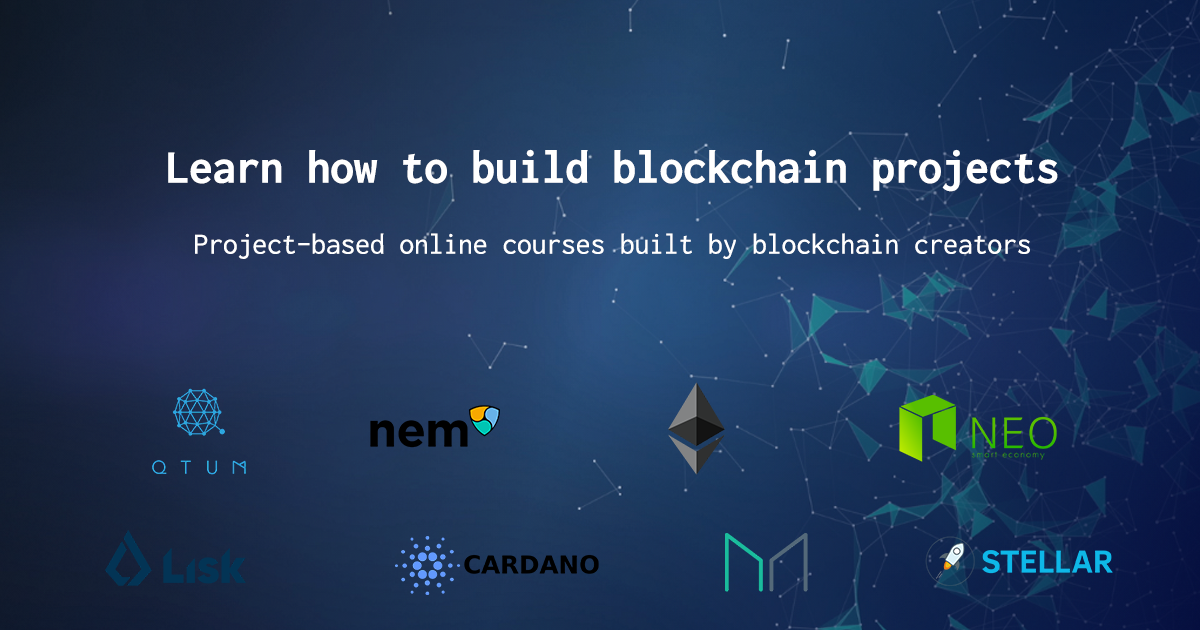 Learn how to build blockchain projects
Project-based online courses built by blockchain creators
QTUM
nem
NEO
smart economy
Lisk
CARDANO
STELLAR